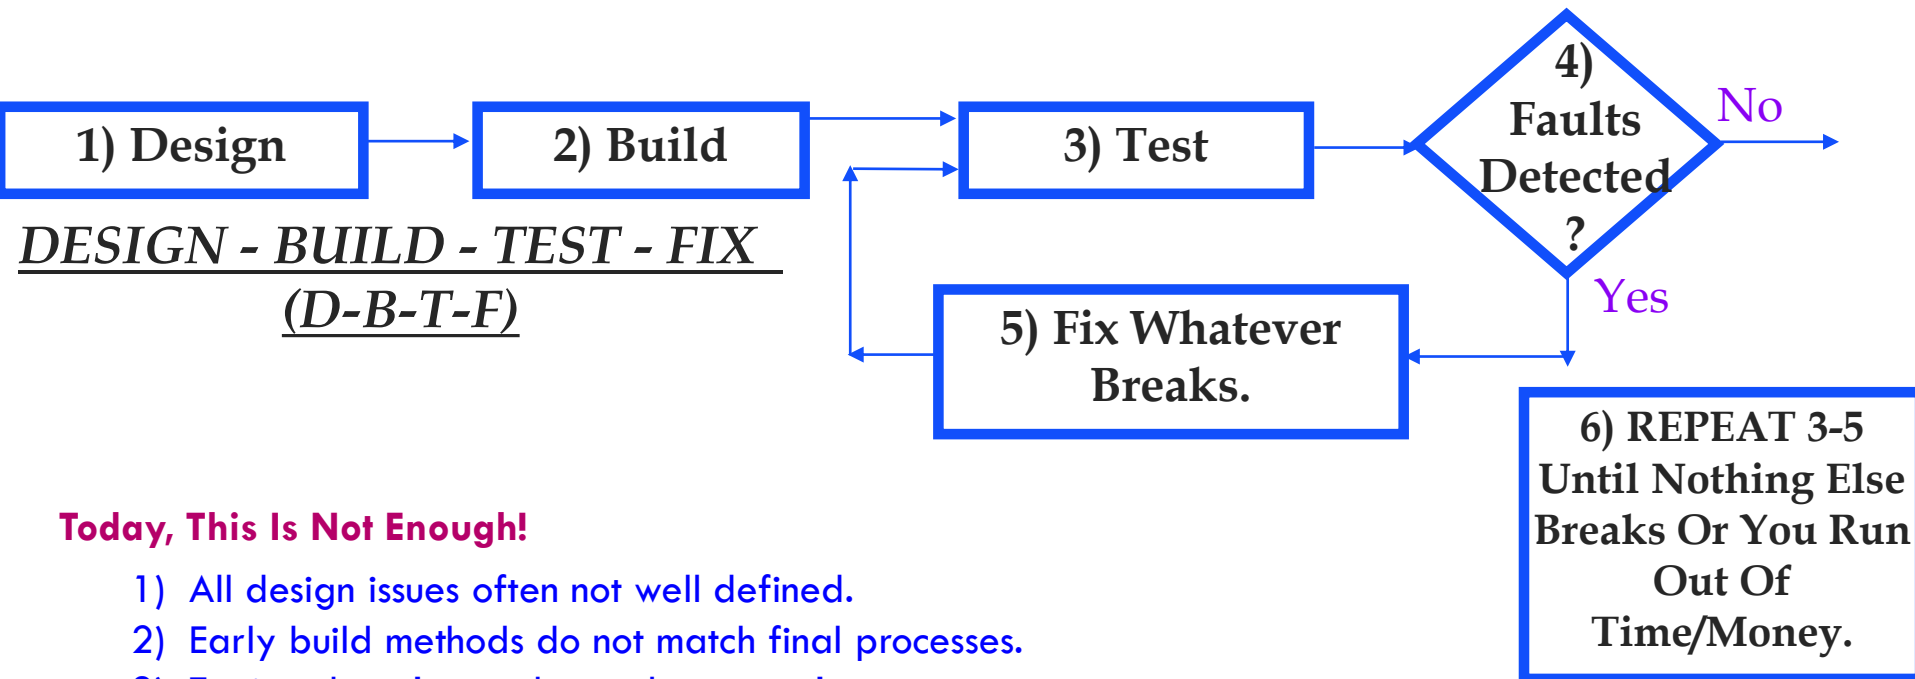 1) Design
2) Build
3) Test
4)
Faults
Detected
?
No
Yes
DESIGN - BUILD - TEST - FIX
(D-B-T-F)
5) Fix Whatever
Breaks.
6) REPEAT 3-5
Until Nothing Else
Breaks Or You Run
Out Of
Time/Money.
Today, This Is Not Enough!
1) All design issues often not well defined.
2) Early build methods do not match final processes.